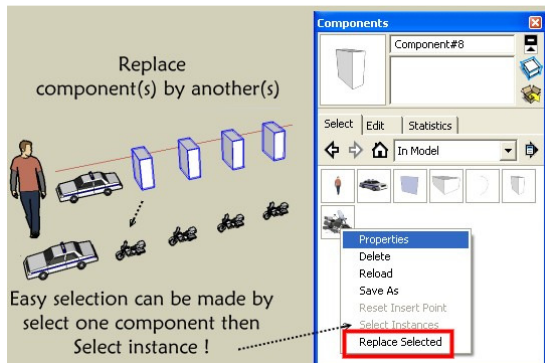 Replace
component(s) by another(s)
Easy selection can be made by
select one component then
Select instance !
Components
Component#8
Select
Edit
Statistics
In Model
Properties
Delete
Reload
Save As
Reset Insert Point
Select Instances
Replace Selected